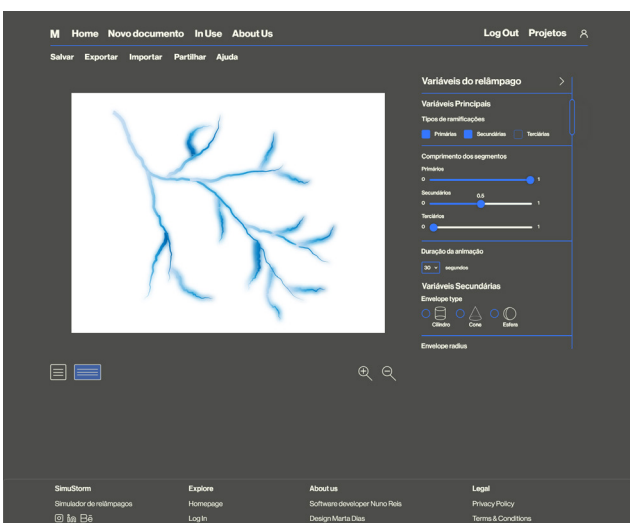 M Home Novo documento In Use About Us Log Out Projetos
Salvar Exportar Importar Partilhar Ajuda
Variáveis do relâmpago
Variáveis Principais
Tipos de ramificações
Primárias Secundárias Terciárias
Comprimento dos segmentos
Primários
0 1
Secundários 0.5
0 1
Terciários
0 1
Duração da animação
30 segundos
Variáveis Secundárias
Envelope type
Cilindro Cone Esfera
Envelope radius
SimuStorm Explore About us Legal
Simulador de relâmpagos Homepage Software developer Nuno Reis Privacy Policy
in Bē Log In Design Marta Dias Terms & Conditions